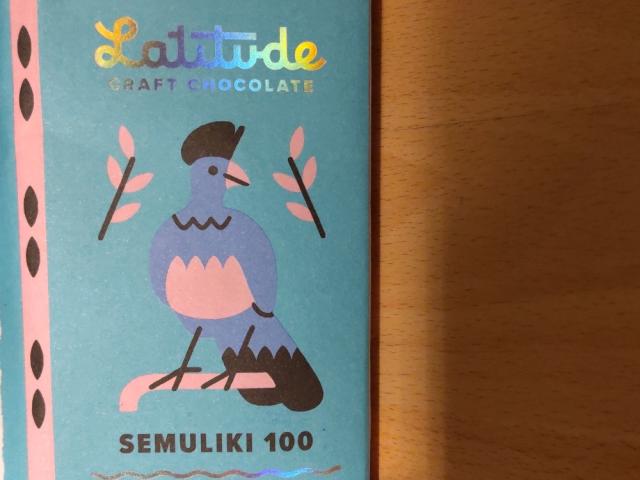 Latitude
CRAFT CHOCOLATE
SEMULIKI 100